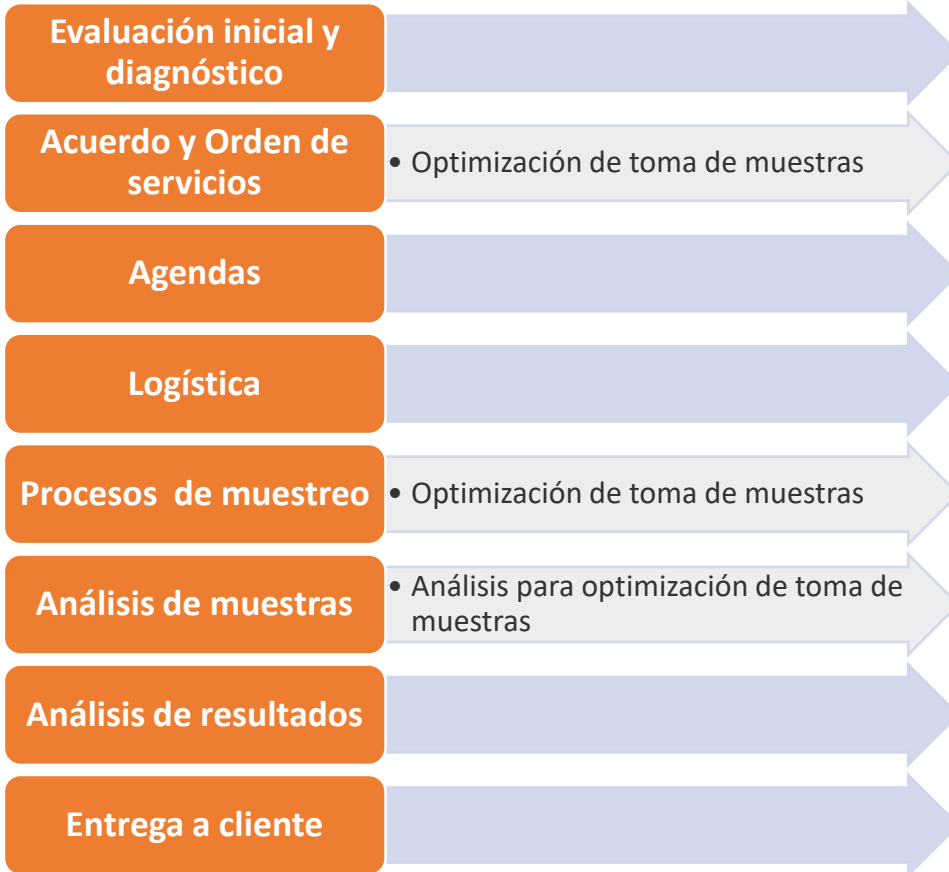 Evaluación inicial y
diagnóstico
Acuerdo y Orden de
servicios
• Optimización de toma de muestras
Agendas
Logística
Procesos de muestreo
• Optimización de toma de muestras
Análisis de muestras
• Análisis para optimización de toma de
muestras
Análisis de resultados
Entrega a cliente